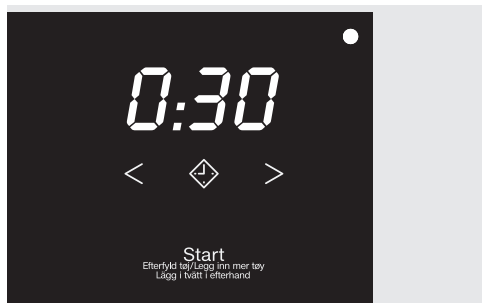 0:30
< >
Start
Efterfyld tøj/Legg inn mer tøy
Lägg i tvätt i efterhand